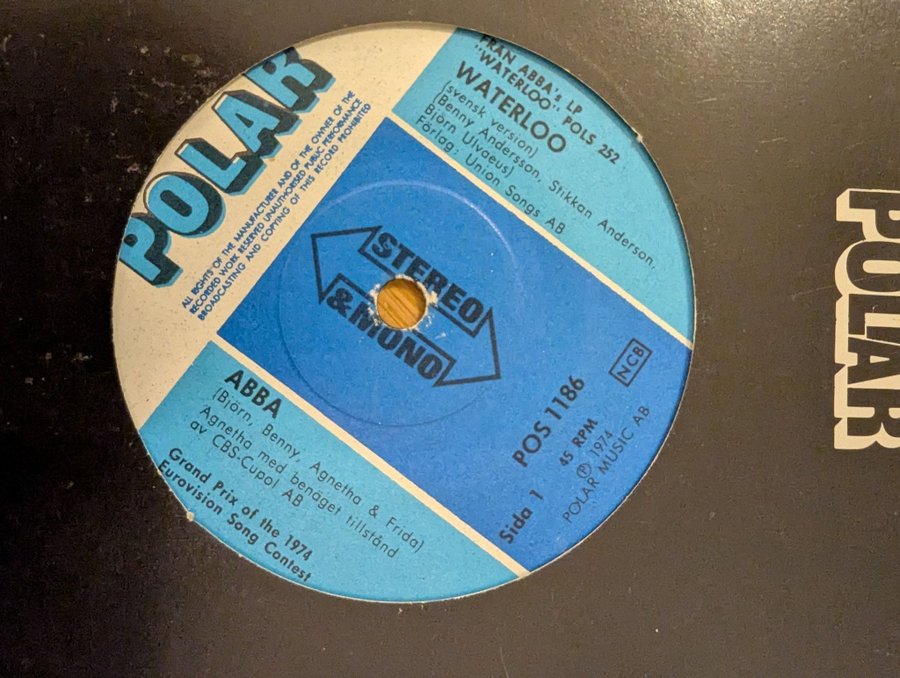 POLAR
ALL RIGHTS OF THE MANUFACTURER AND OF THE OWNER OF THE
RECORDED WORK RESERVED UNAUTHORISED PUBLIC PERFORMANCE
BROADCASTING AND COPYING OF THIS RECORD PROHIBITED
FRÅN ABBA:s LP
"WATERLOO" POLS 252
WATERLOO
(svensk version)
(Benny Andersson, Stikkan Anderson,
Björn Ulvaeus)
Förlag: Union Songs AB
STEREO
& MONO
NCB
POS 1186
45 RPM
Ⓟ 1974
Sida 1
POLAR MUSIC AB
ABBA
(Björn, Benny, Agnetha & Frida)
Agnetha med benäget tillstånd
av CBS-Cupol AB
Grand Prix of the 1974
Eurovision Song Contest
POLAR